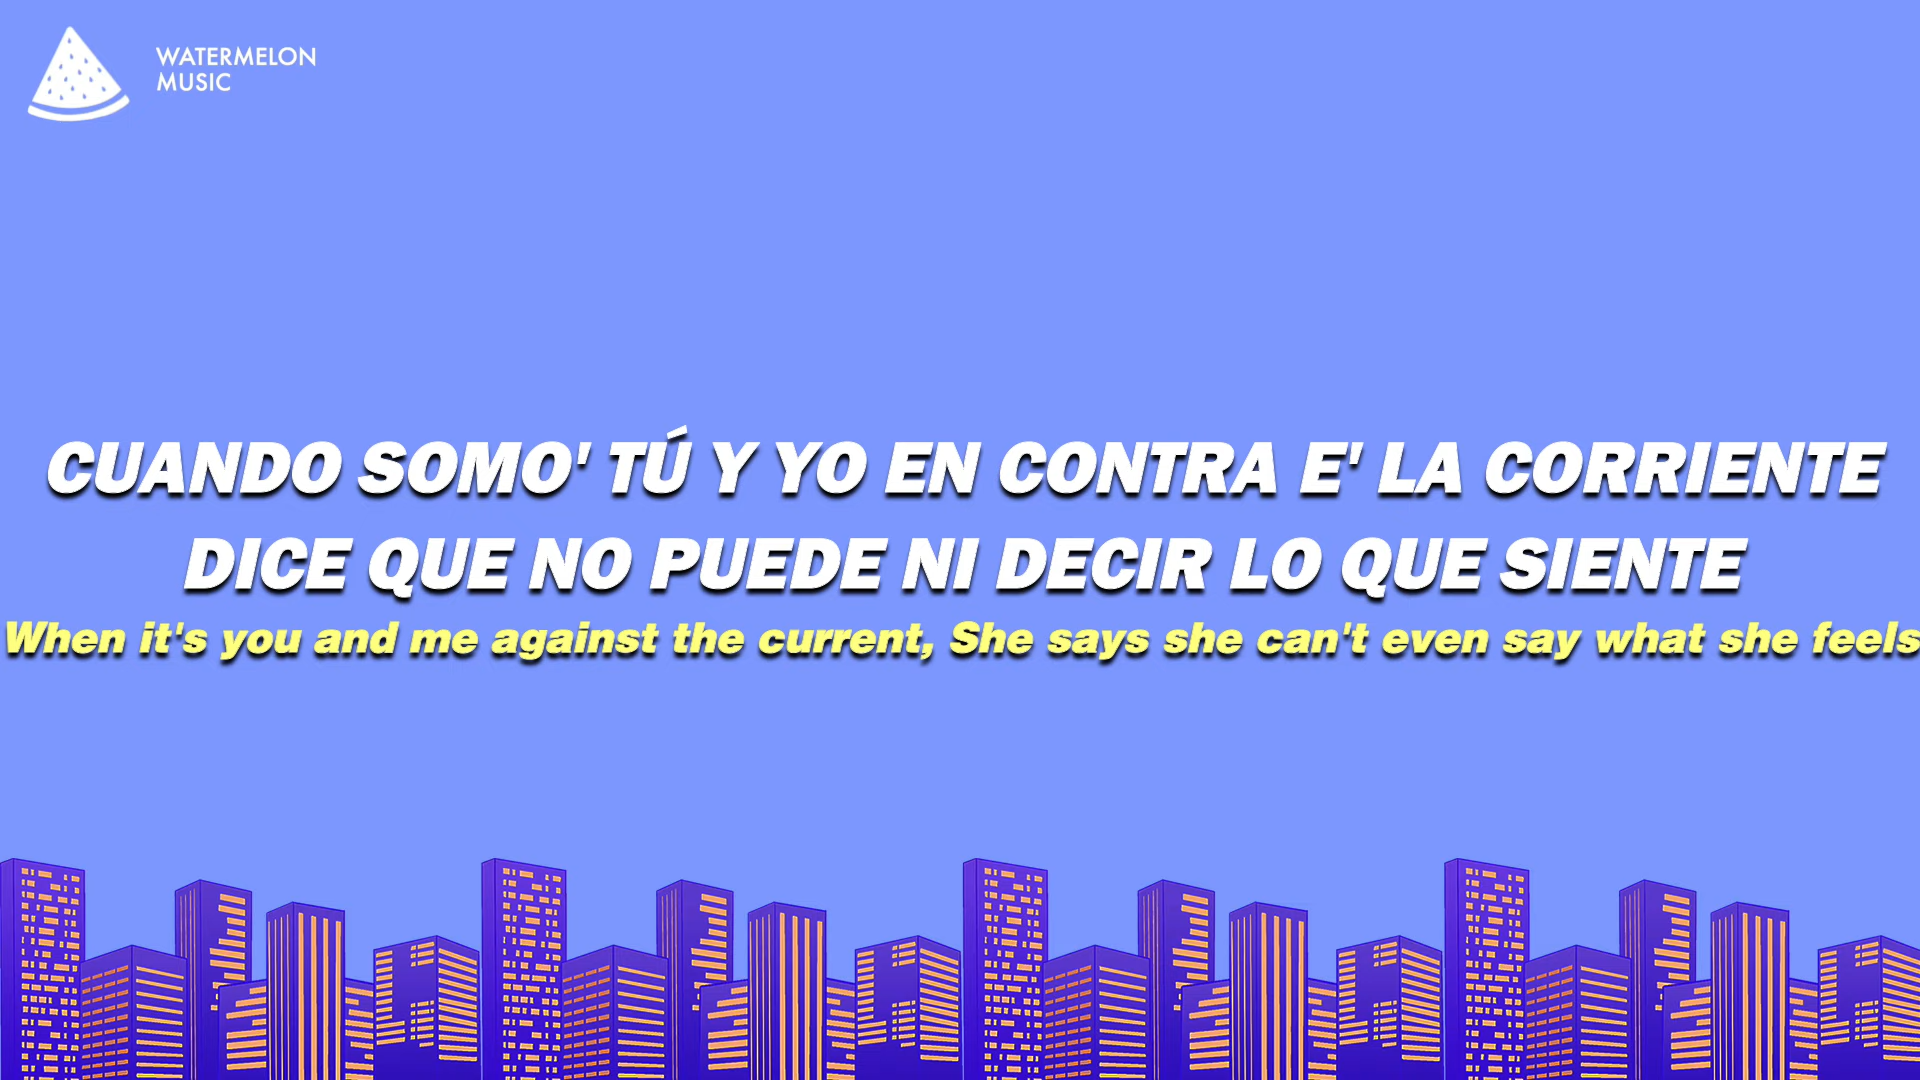 WATERMELON
MUSIC
CUANDO SOMO' TÚ Y YO EN CONTRA E' LA CORRIENTE
DICE QUE NO PUEDE NI DECIR LO QUE SIENTE
When it's you and me against the current, She says she can't even say what she feels